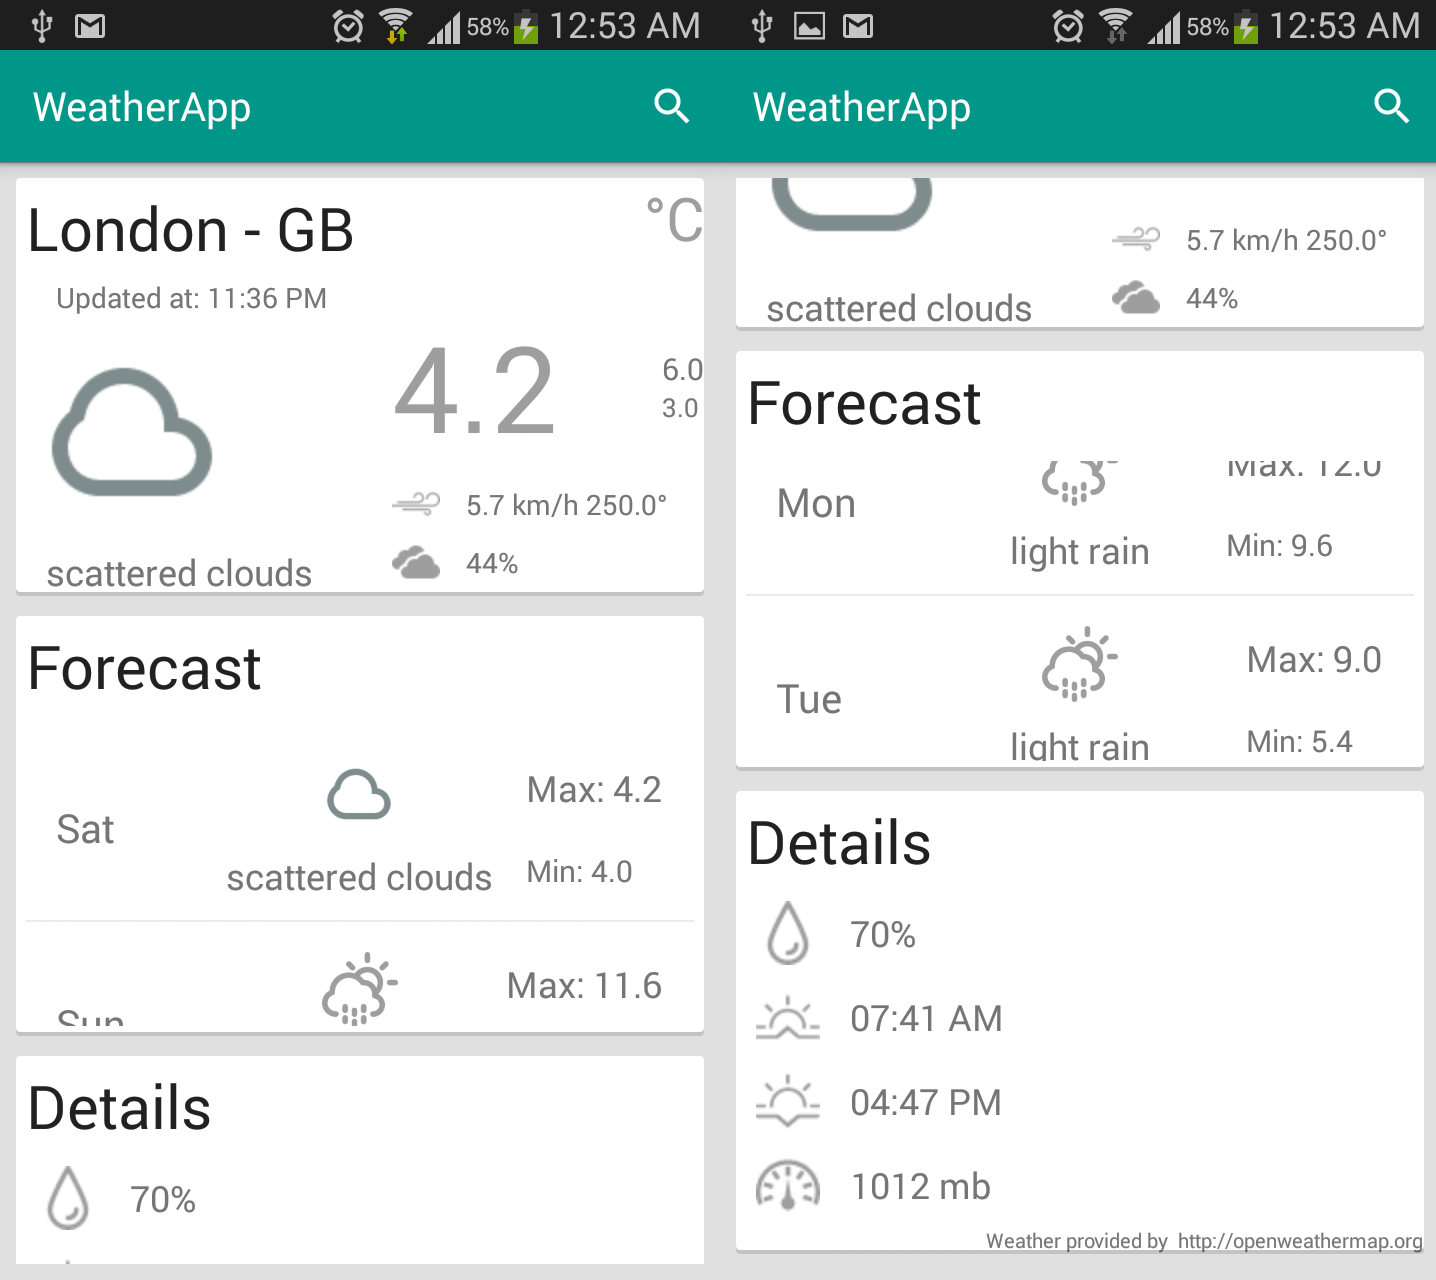 58% 12:53 AM
WeatherApp
London - GB
°C
Updated at: 11:36 PM
4.2
6.0
3.0
5.7 km/h 250.0°
scattered clouds
44%
Forecast
Sat
scattered clouds
Max: 4.2
Min: 4.0
Sun
Max: 11.6
Details
70%
58% 12:53 AM
WeatherApp
5.7 km/h 250.0°
scattered clouds
44%
Forecast
Mon
light rain
Max: 12.0
Min: 9.6
Tue
light rain
Max: 9.0
Min: 5.4
Details
70%
07:41 AM
04:47 PM
1012 mb
Weather provided by http://openweathermap.org